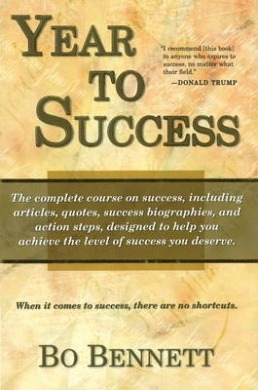 YEAR
TO
SUCCESS
"I recommend [this book]
to anyone who aspires to
success, no matter what
their field."
—DONALD TRUMP
The complete course on success, including
articles, quotes, success biographies, and
action steps, designed to help you
achieve the level of success you deserve.
When it comes to success, there are no shortcuts.
BO BENNETT